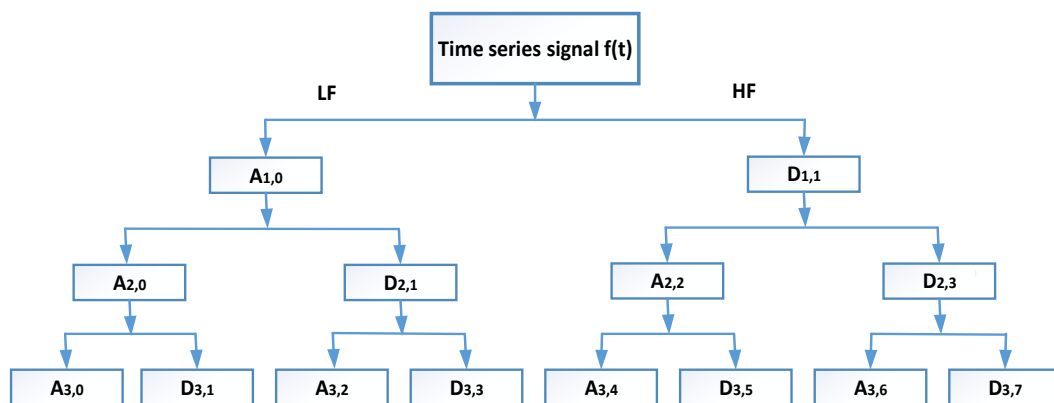 Time series signal f(t)
LF
HF
A1,0
D1,1
A2,0
D2,1
A2,2
D2,3
A3,0
D3,1
A3,2
D3,3
A3,4
D3,5
A3,6
D3,7